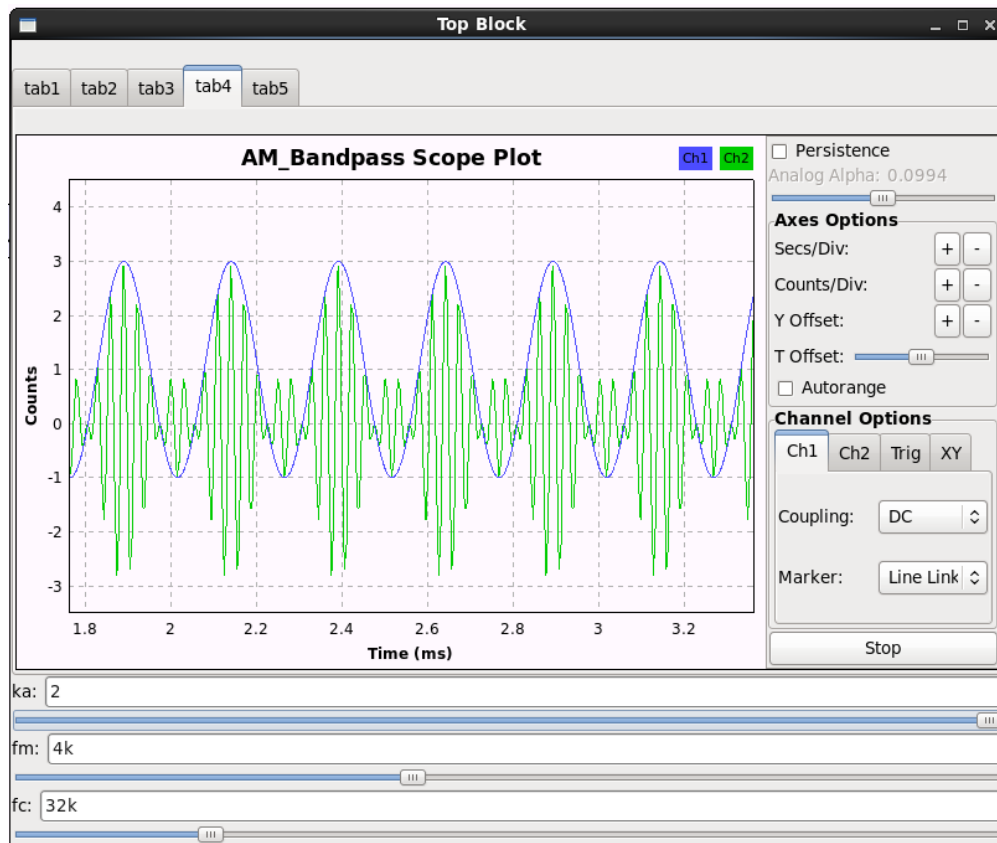 Top Block
tab1 tab2 tab3 tab4 tab5
AM_Bandpass Scope Plot
Ch1 Ch2
Counts
4
3
2
1
0
-1
-2
-3
1.8 2 2.2 2.4 2.6 2.8 3 3.2
Time (ms)
Persistence
Analog Alpha: 0.0994
Axes Options
Secs/Div: + -
Counts/Div: + -
Y Offset: + -
T Offset:
Autorange
Channel Options
Ch1 Ch2 Trig XY
Coupling: DC
Marker: Line Link
Stop
ka: 2
fm: 4k
fc: 32k